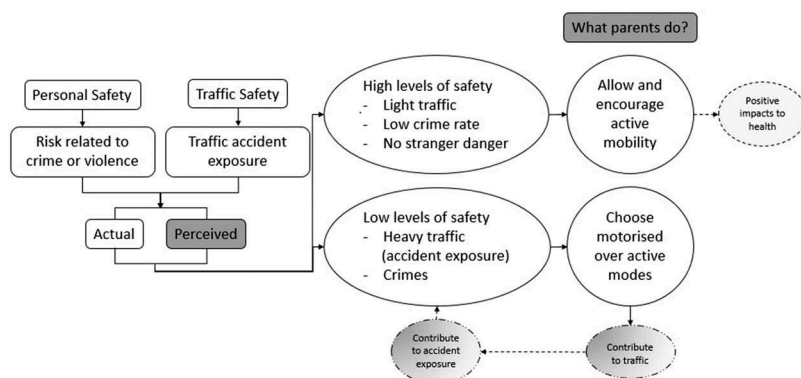 What parents do?
Personal Safety
Traffic Safety
Risk related to
crime or violence
Traffic accident
exposure
Actual
Perceived
High levels of safety
- Light traffic
- Low crime rate
- No stranger danger
Allow and
encourage
active
mobility
Positive
impacts to
health
Low levels of safety
- Heavy traffic
(accident exposure)
- Crimes
Choose
motorised
over active
modes
Contribute
to accident
exposure
Contribute
to traffic